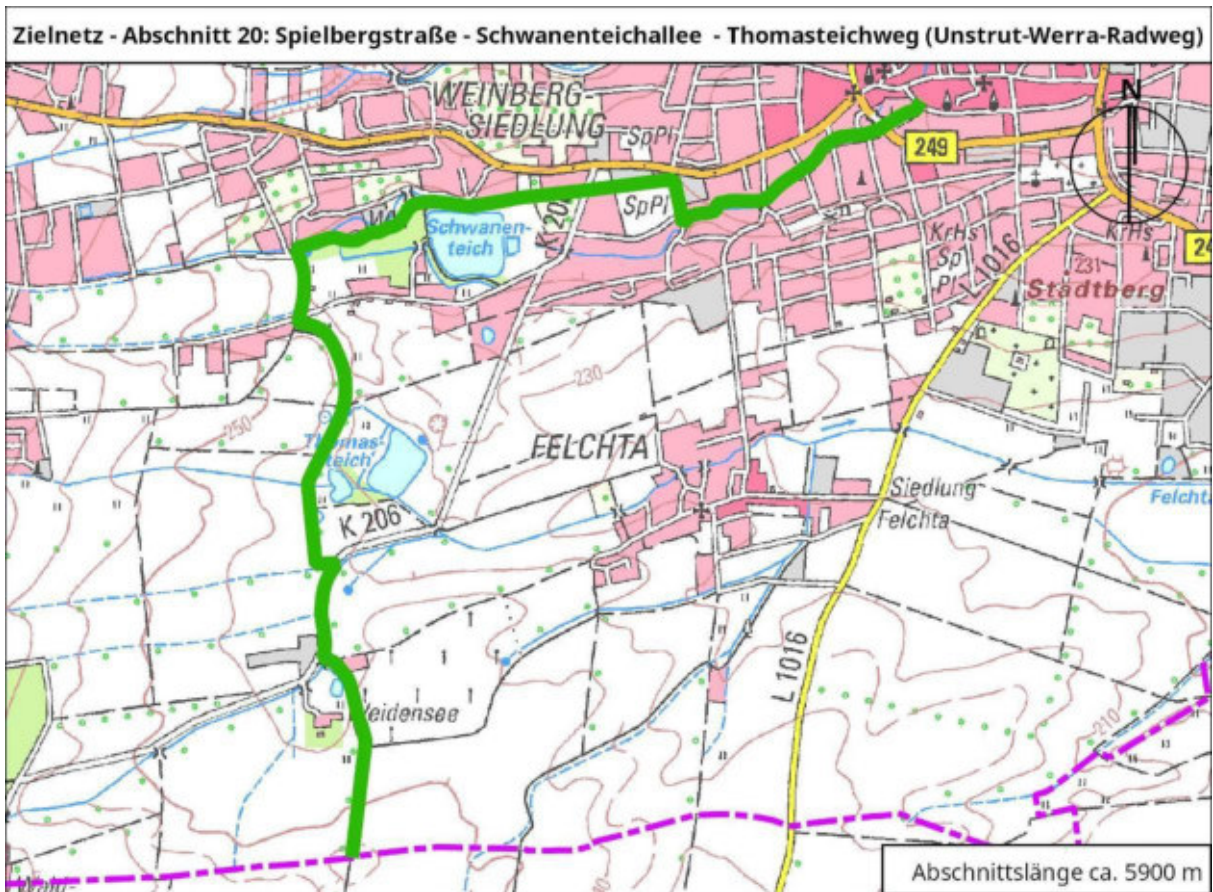 Zielnetz - Abschnitt 20: Spielbergstraße - Schwanenteichallee - Thomasteichweg (Unstrut-Werra-Radweg)
WEINBERG-
SIEDLUNG
SpPl
N
249
SpPl
Schwanen-
teich
K 20
KrHs
Sp
Pl
L 1016
KrHs
24
231
Stadtberg
230
250
Thomas-
teich
FELCHTA
K 206
Siedlung
Felchta
Felchta
L 1016
Weidensee
210
Abschnittslänge ca. 5900 m